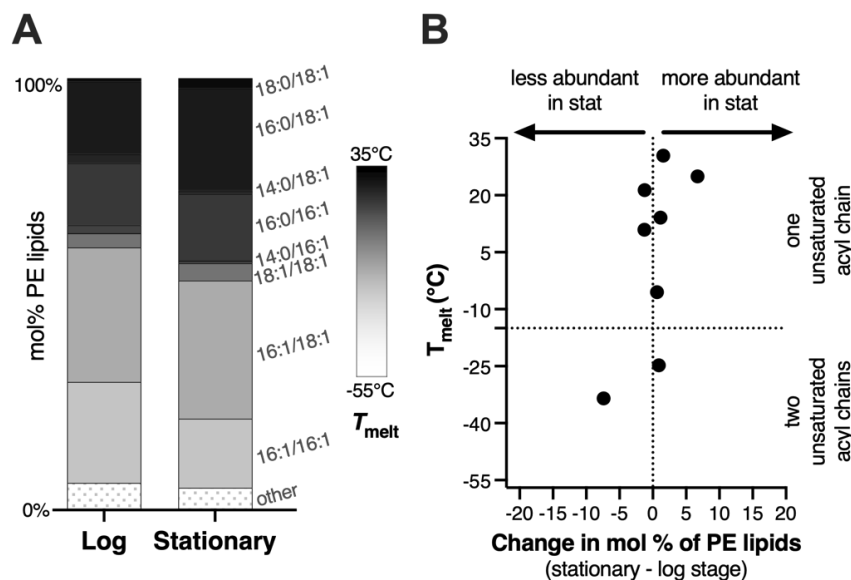 A
100%
mol% PE lipids
0%
Log
Stationary
18:0/18:1
16:0/18:1
14:0/18:1
16:0/16:1
14:0/16:1
18:1/18:1
16:1/18:1
16:1/16:1
other
35°C
-55°C
Tmelt
B
less abundant
in stat
more abundant
in stat
35
20
5
-10
-25
-40
-55
Tmelt (°C)
one
unsaturated
acyl chain
two
unsaturated
acyl chains
-20 -15 -10 -5 0 5 10 15 20
Change in mol % of PE lipids
(stationary - log stage)